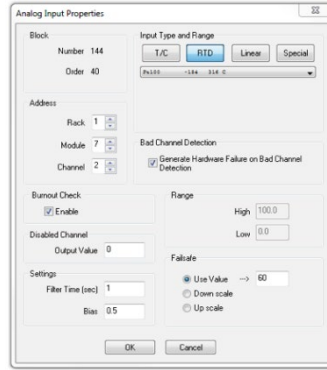 Analog Input Properties
Block
Number 144
Order 40
Input Type and Range
T/C RTD Linear Special
Pt100 -184 316 C
Address
Rack 1
Module 7
Channel 2
Bad Channel Detection
Generate Hardware Failure on Bad Channel
Detection
Burnout Check
Enable
Range
High 100.0
Low 0.0
Disabled Channel
Output Value 0
Failsafe
Use Value --> 60
Down scale
Up scale
Settings
Filter Time (sec) 1
Bias 0.5
OK Cancel